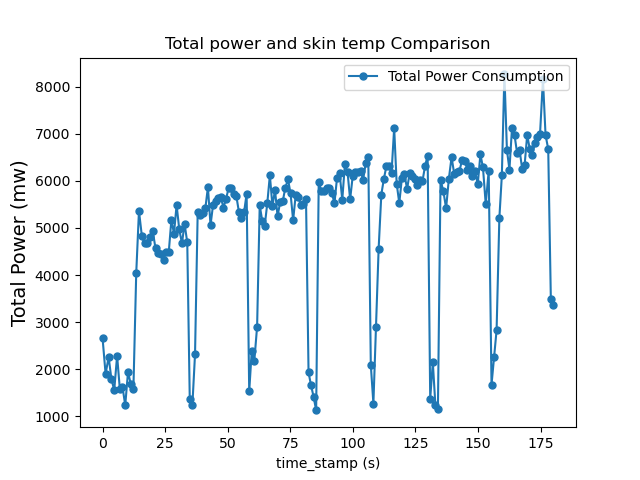 Total power and skin temp Comparison
Total Power Consumption
Total Power (mw)
8000
7000
6000
5000
4000
3000
2000
1000
0 25 50 75 100 125 150 175
time_stamp (s)